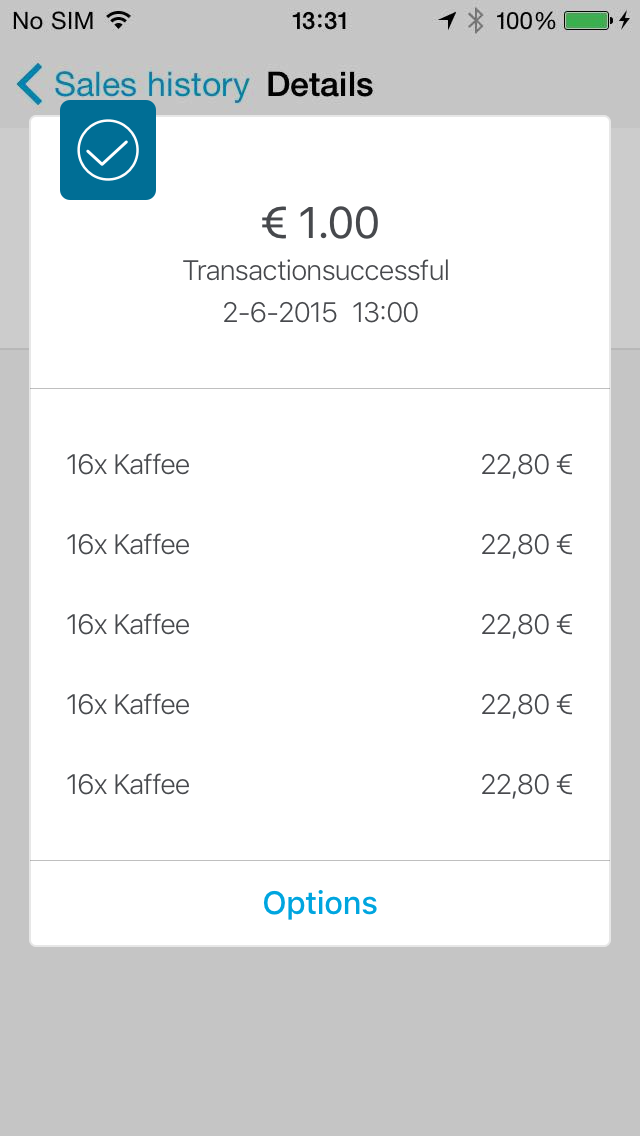 No SIM 13:31 100%
Sales history Details
€ 1.00
Transactionsuccessful
2-6-2015 13:00
16x Kaffee 22,80 €
16x Kaffee 22,80 €
16x Kaffee 22,80 €
16x Kaffee 22,80 €
16x Kaffee 22,80 €
Options